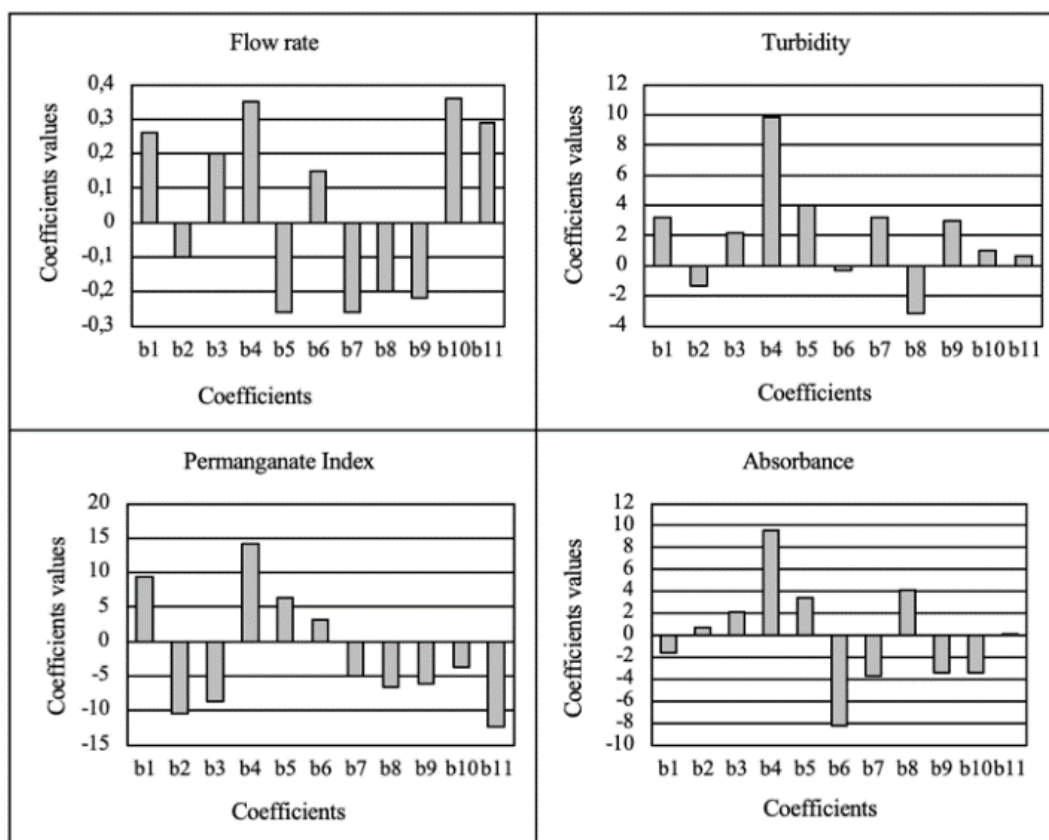 Flow rate
Coefficients values
0,4
0,3
0,2
0,1
0
-0,1
-0,2
-0,3
b1 b2 b3 b4 b5 b6 b7 b8 b9 b10 b11
Coefficients
Turbidity
Coefficients values
12
10
8
6
4
2
0
-2
-4
b1 b2 b3 b4 b5 b6 b7 b8 b9 b10 b11
Coefficients
Permanganate Index
Coefficients values
20
15
10
5
0
-5
-10
-15
b1 b2 b3 b4 b5 b6 b7 b8 b9 b10 b11
Coefficients
Absorbance
Coefficients values
12
10
8
6
4
2
0
-2
-4
-6
-8
-10
b1 b2 b3 b4 b5 b6 b7 b8 b9 b10 b11
Coefficients